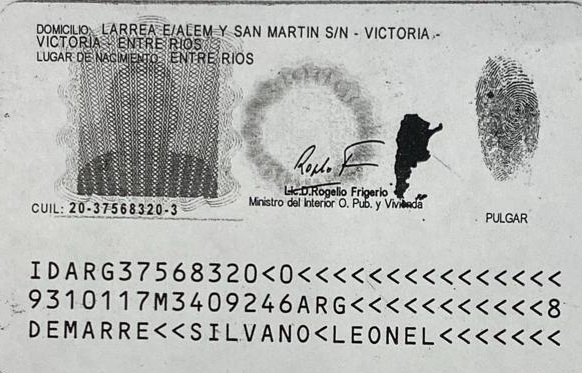 DOMICILIO: LARREA E/ALEM Y SAN MARTIN S/N - VICTORIA -
VICTORIA - ENTRE RIOS
LUGAR DE NACIMIENTO: ENTRE RIOS
Lic.D.Rogelio Frigerio
Ministro del Interior O. Pub. y Vivienda
CUIL: 20-37568320-3
PULGAR
IDARG37568320<0<<<<<<<<<<<<<<<
9310117M3409246ARG<<<<<<<<<<<8
DEMARRE<<SILVANO<LEONEL<<<<<<<